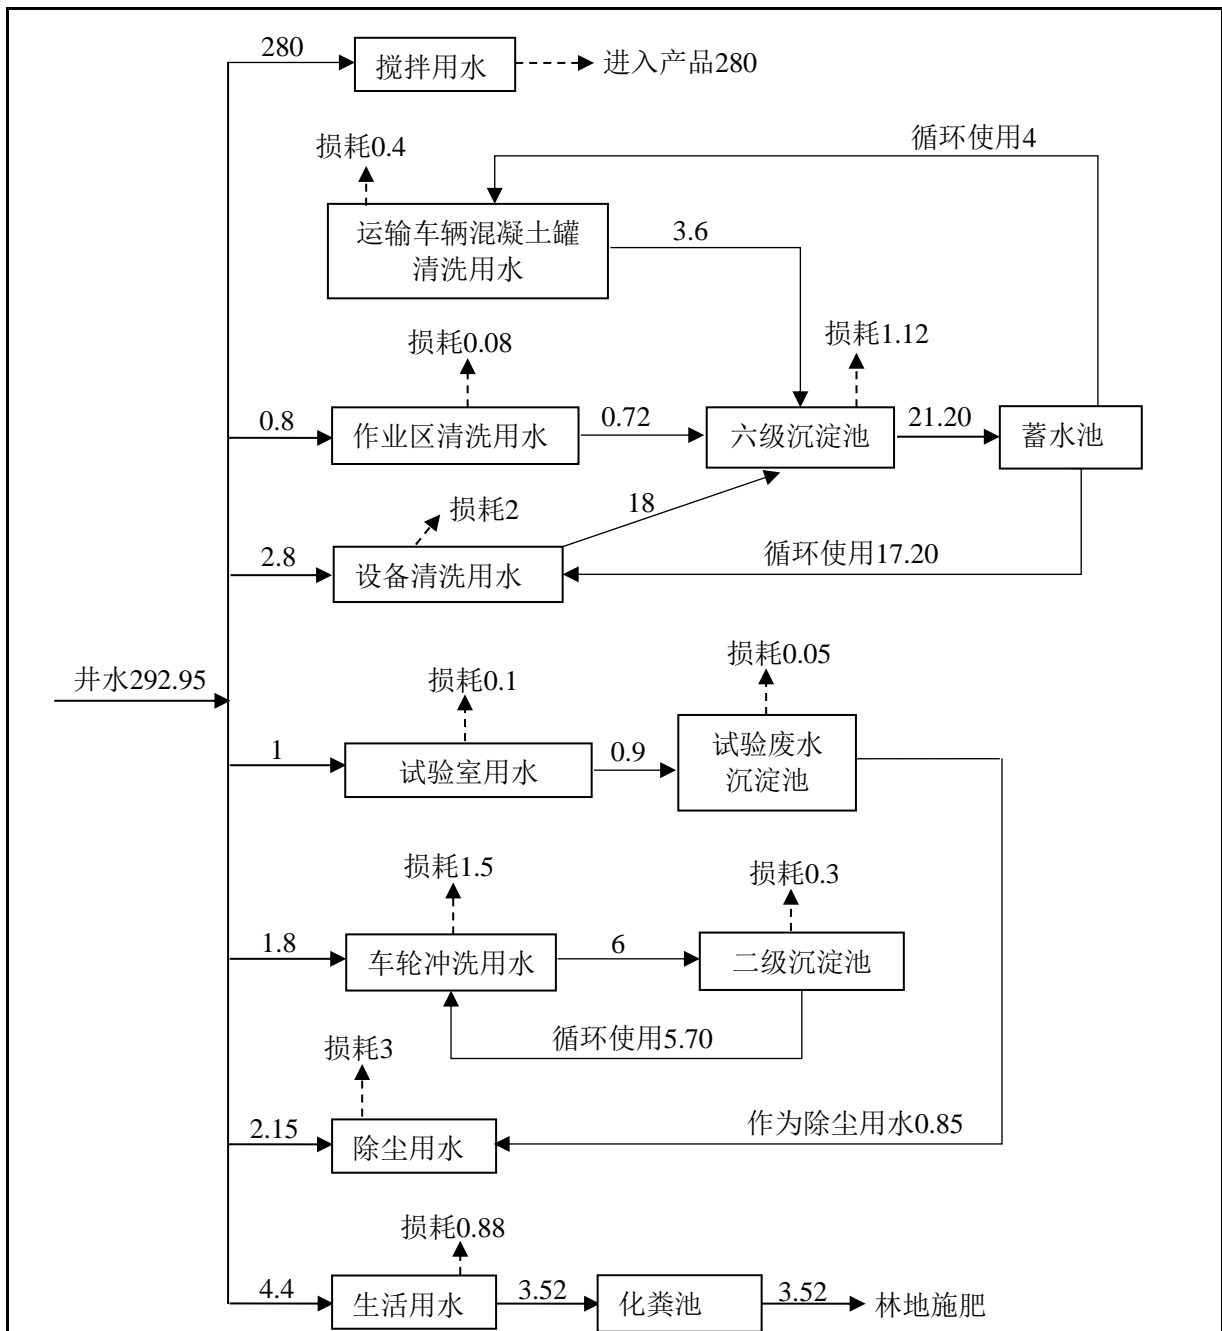 280
搅拌用水
进入产品280
损耗0.4
循环使用4
运输车辆混凝土罐
清洗用水
3.6
损耗0.08
损耗1.12
0.8
作业区清洗用水
0.72
六级沉淀池
21.20
蓄水池
损耗2
18
2.8
设备清洗用水
循环使用17.20
井水292.95
损耗0.1
损耗0.05
1
试验室用水
0.9
试验废水
沉淀池
损耗1.5
损耗0.3
1.8
车轮冲洗用水
6
二级沉淀池
循环使用5.70
损耗3
2.15
除尘用水
作为除尘用水0.85
损耗0.88
4.4
生活用水
3.52
化粪池
3.52
林地施肥